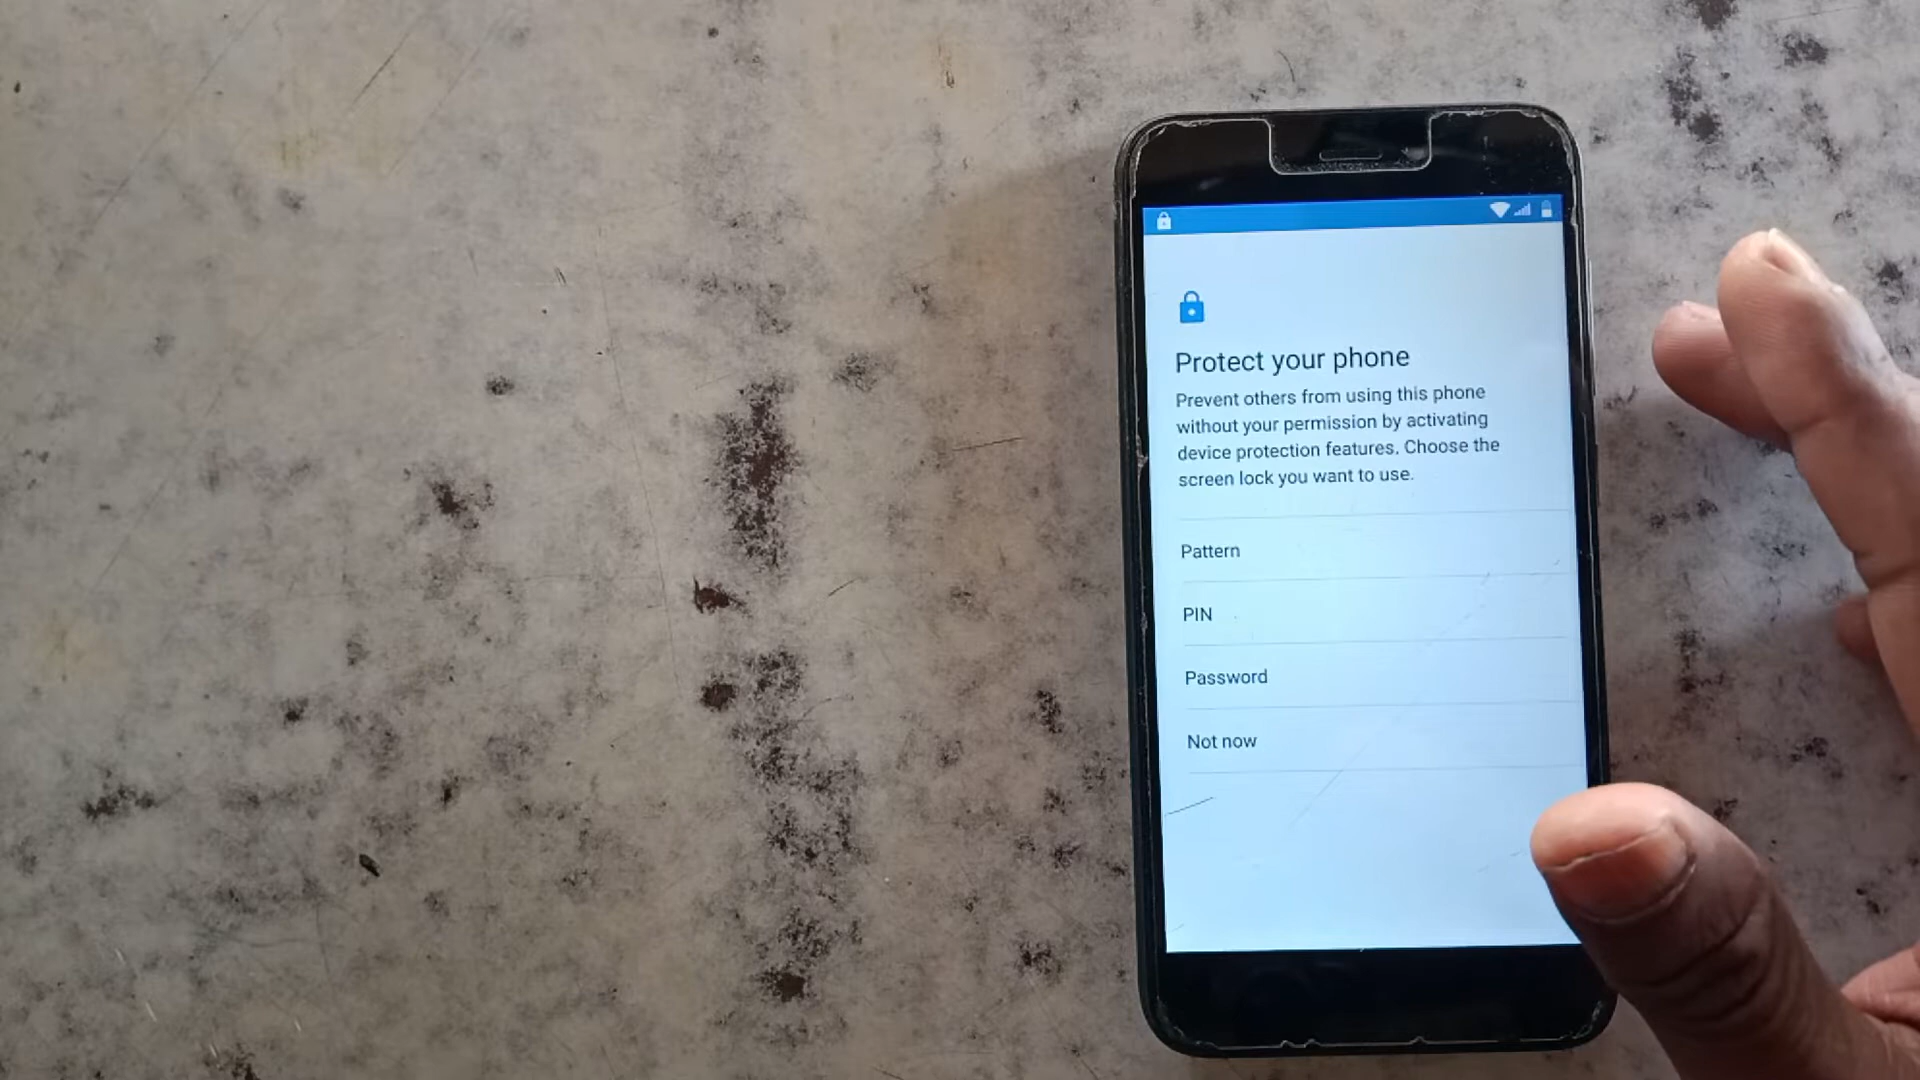 Protect your phone
Prevent others from using this phone
without your permission by activating
device protection features. Choose the
screen lock you want to use.
Pattern
PIN
Password
Not now